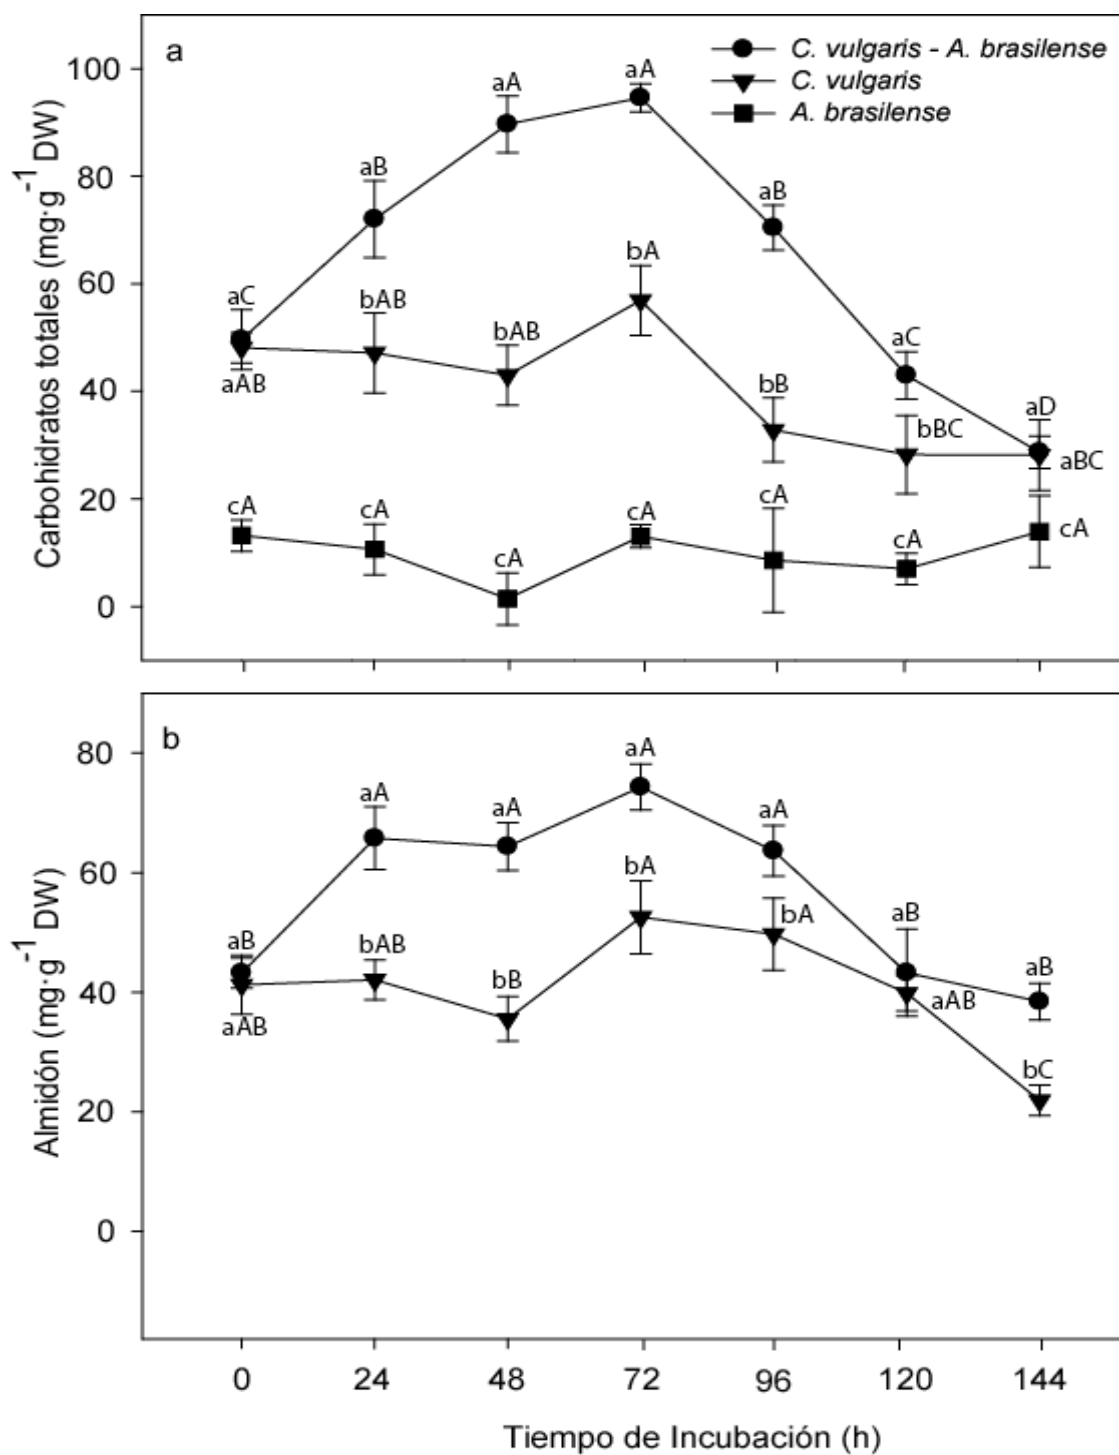 a
C. vulgaris - A. brasilense
C. vulgaris
A. brasilense
Carbohidratos totales (mg·g⁻¹ DW)
100
80
60
40
20
0
aC
aB
aA
aA
aB
aC
aD
aAB
bAB
bAB
bA
bB
bBC
aBC
cA
cA
cA
cA
cA
cA
cA
b
Almidón (mg·g⁻¹ DW)
80
60
40
20
0
aB
aA
aA
aA
aA
aB
aB
aAB
bAB
bB
bA
bA
aAB
bC
0 24 48 72 96 120 144
Tiempo de Incubación (h)